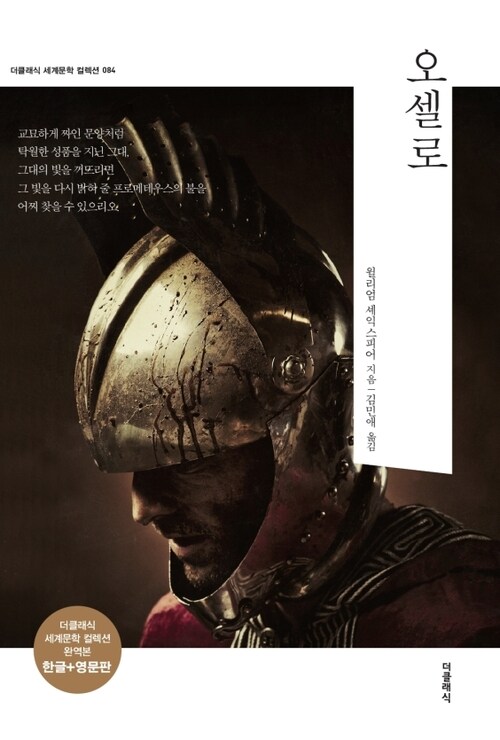 더클래식 세계문학 컬렉션 084
오셀로
교묘하게 짜인 문양처럼
탁월한 성품을 지닌 그대,
그대의 빛을 꺼뜨리면
그 빛을 다시 밝혀 줄 프로메테우스의 불을
어찌 찾을 수 있으리오.
윌리엄 셰익스피어 지음 | 김민애 옮김
더클래식
세계문학 컬렉션
완역본
한글+영문판
더클래식